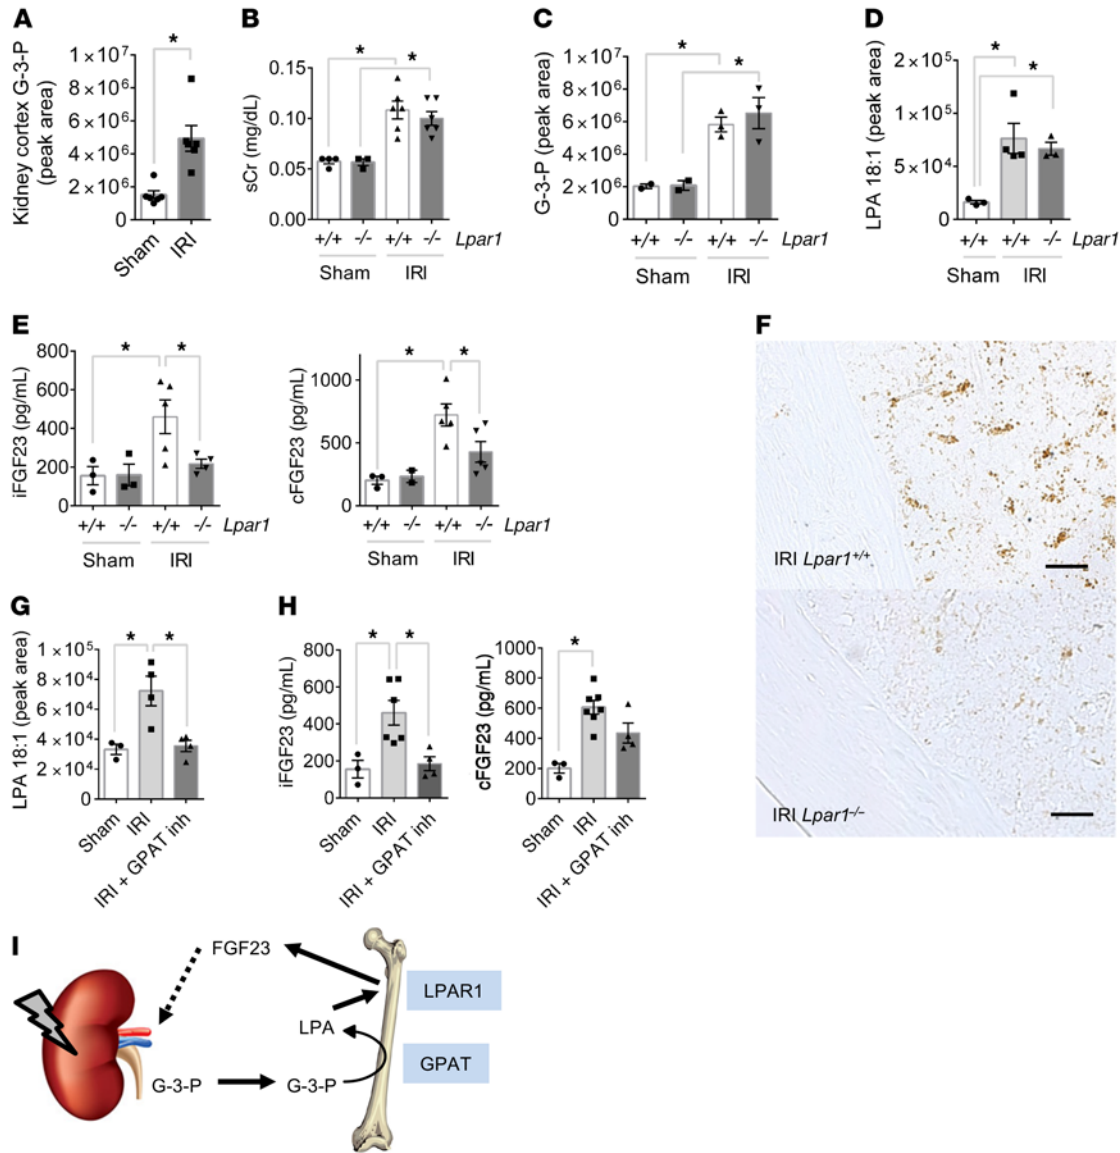 A
Kidney cortex G-3-P
(peak area)
1 × 10⁷
8 × 10⁶
6 × 10⁶
4 × 10⁶
2 × 10⁶
0
*
Sham
IRI
B
sCr (mg/dL)
0.15
0.10
0.05
0.00
*
*
+/+ -/- +/+ -/- Lpar1
Sham IRI
C
G-3-P (peak area)
1 × 10⁷
8 × 10⁶
6 × 10⁶
4 × 10⁶
2 × 10⁶
0
*
*
+/+ -/- +/+ -/- Lpar1
Sham IRI
D
LPA 18:1 (peak area)
2 × 10⁵
1 × 10⁵
5 × 10⁴
0
*
*
+/+ +/+ -/- Lpar1
Sham IRI
E
iFGF23 (pg/mL)
800
600
400
200
0
* *
+/+ -/- +/+ -/- Lpar1
Sham IRI
cFGF23 (pg/mL)
1000
500
0
* *
+/+ -/- +/+ -/- Lpar1
Sham IRI
F
IRI Lpar1⁺/⁺
IRI Lpar1⁻/⁻
G
LPA 18:1 (peak area)
1 × 10⁵
8 × 10⁴
6 × 10⁴
4 × 10⁴
2 × 10⁴
0
* *
Sham
IRI
IRI + GPAT inh
H
iFGF23 (pg/mL)
800
600
400
200
0
* *
Sham
IRI
IRI + GPAT inh
cFGF23 (pg/mL)
1000
800
600
400
200
0
*
Sham
IRI
IRI + GPAT inh
I
FGF23
LPAR1
LPA
GPAT
G-3-P
G-3-P